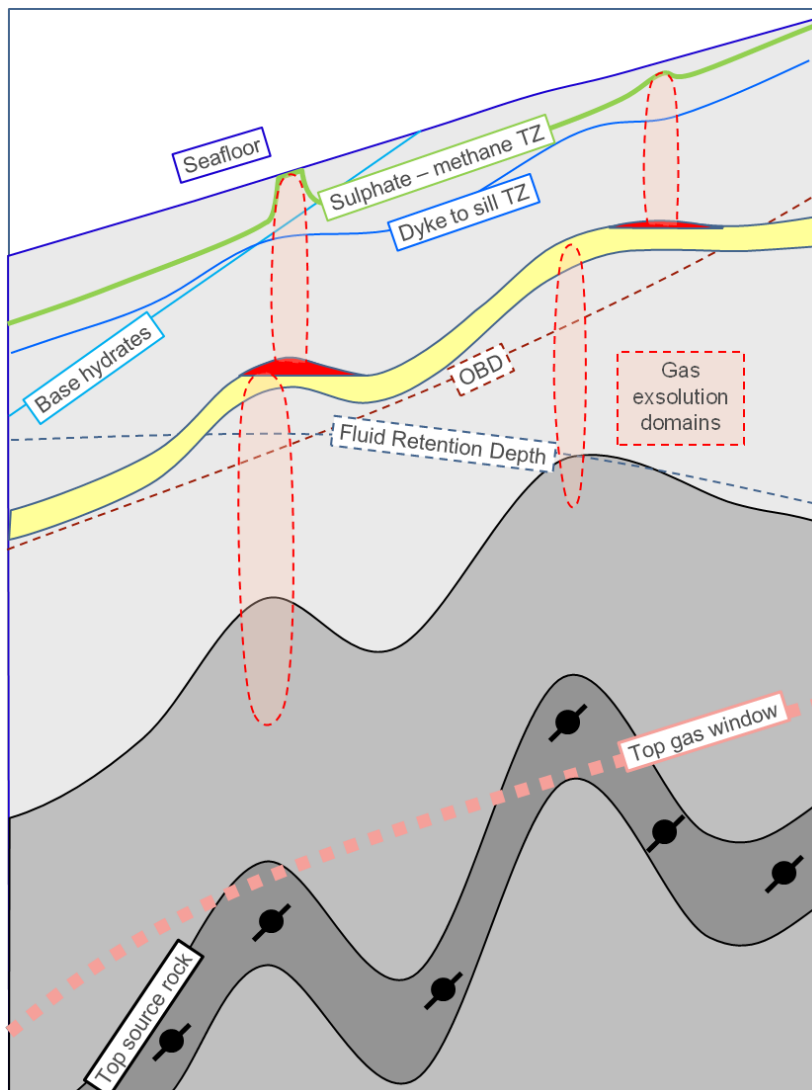 Seafloor
Sulphate – methane TZ
Dyke to sill TZ
Base hydrates
OBD
Gas
exsolution
domains
Fluid Retention Depth
Top gas window
Top source rock